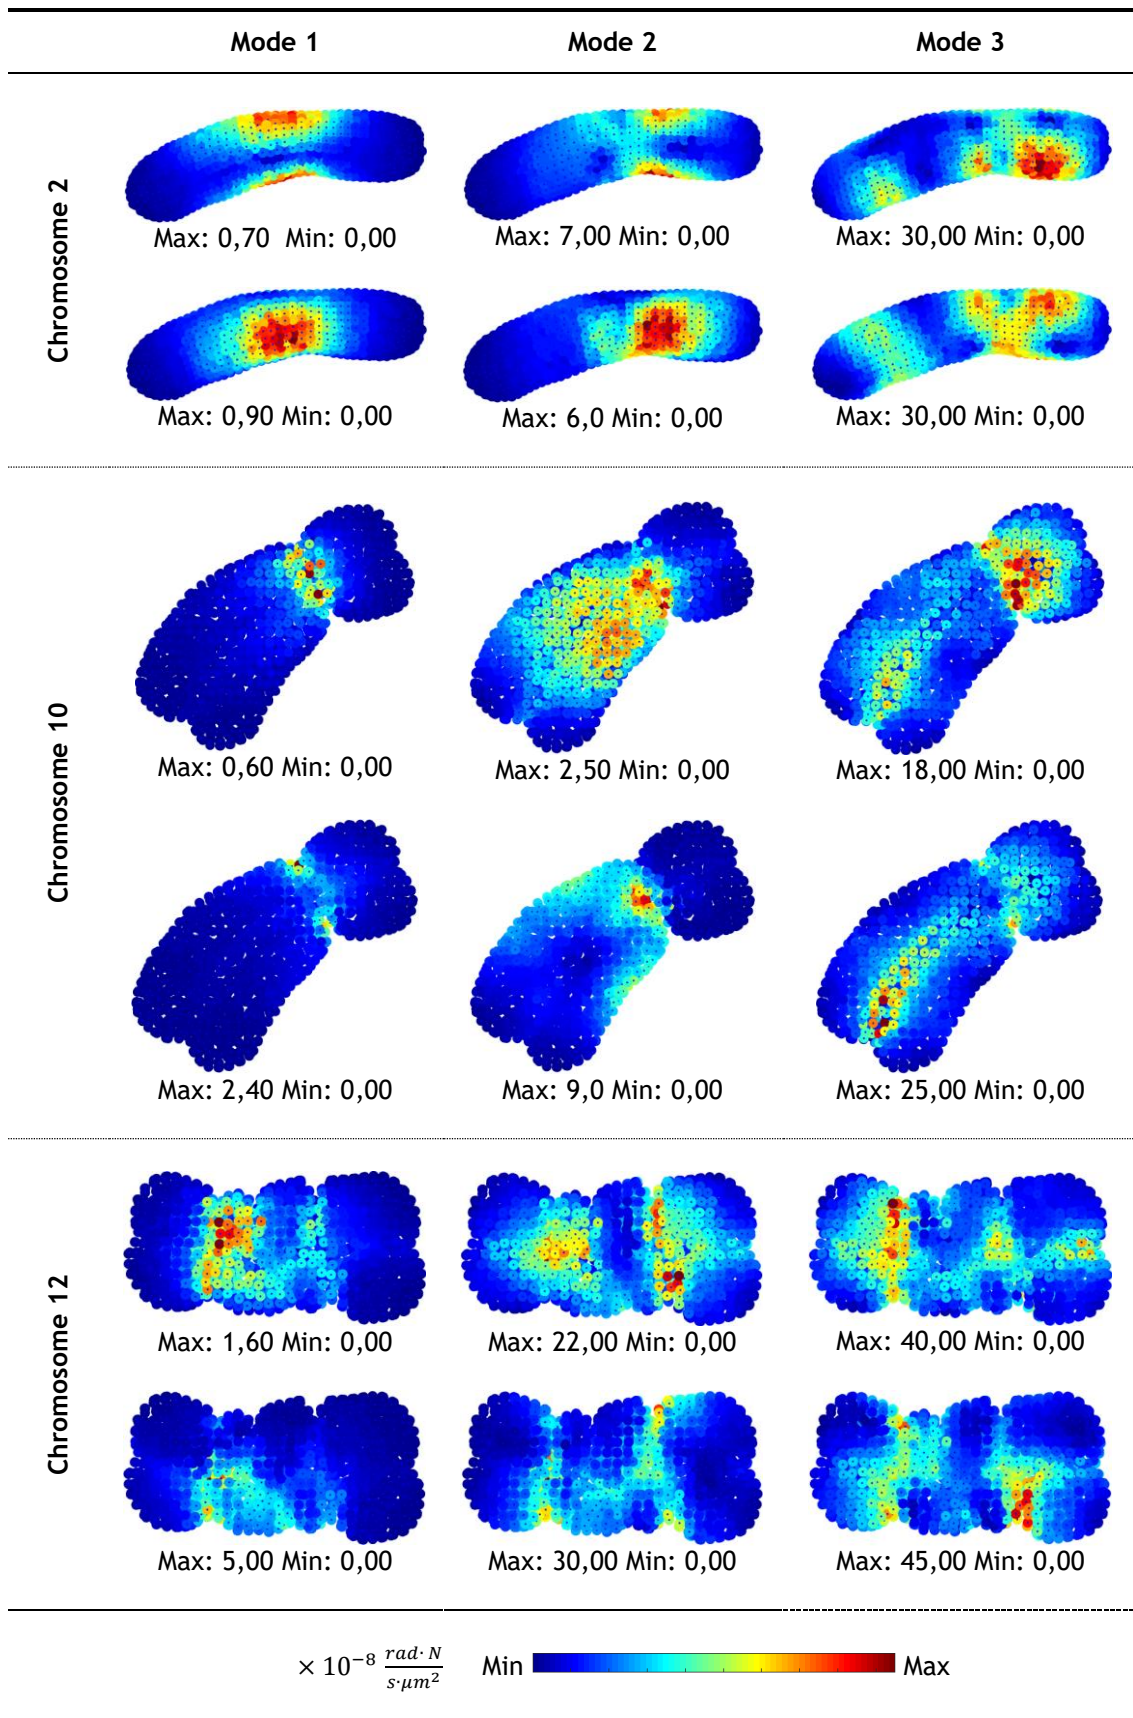 Mode 1 Mode 2 Mode 3
Chromosome 2
Max: 0,70 Min: 0,00 Max: 7,00 Min: 0,00 Max: 30,00 Min: 0,00
Max: 0,90 Min: 0,00 Max: 6,0 Min: 0,00 Max: 30,00 Min: 0,00
Chromosome 10
Max: 0,60 Min: 0,00 Max: 2,50 Min: 0,00 Max: 18,00 Min: 0,00
Max: 2,40 Min: 0,00 Max: 9,0 Min: 0,00 Max: 25,00 Min: 0,00
Chromosome 12
Max: 1,60 Min: 0,00 Max: 22,00 Min: 0,00 Max: 40,00 Min: 0,00
Max: 5,00 Min: 0,00 Max: 30,00 Min: 0,00 Max: 45,00 Min: 0,00
× 10⁻⁸ rad· N / s·μm² Min Max